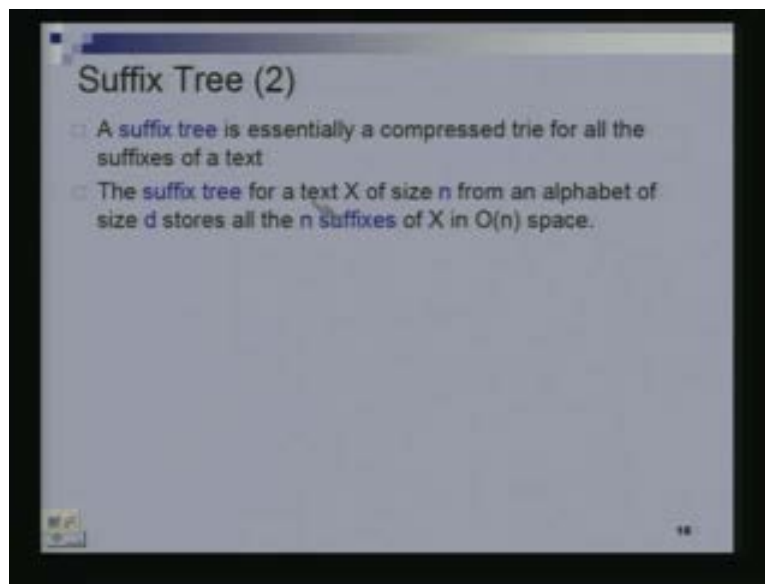 Suffix Tree (2)
A suffix tree is essentially a compressed trie for all the
suffixes of a text
The suffix tree for a text X of size n from an alphabet of
size d stores all the n suffixes of X in O(n) space.